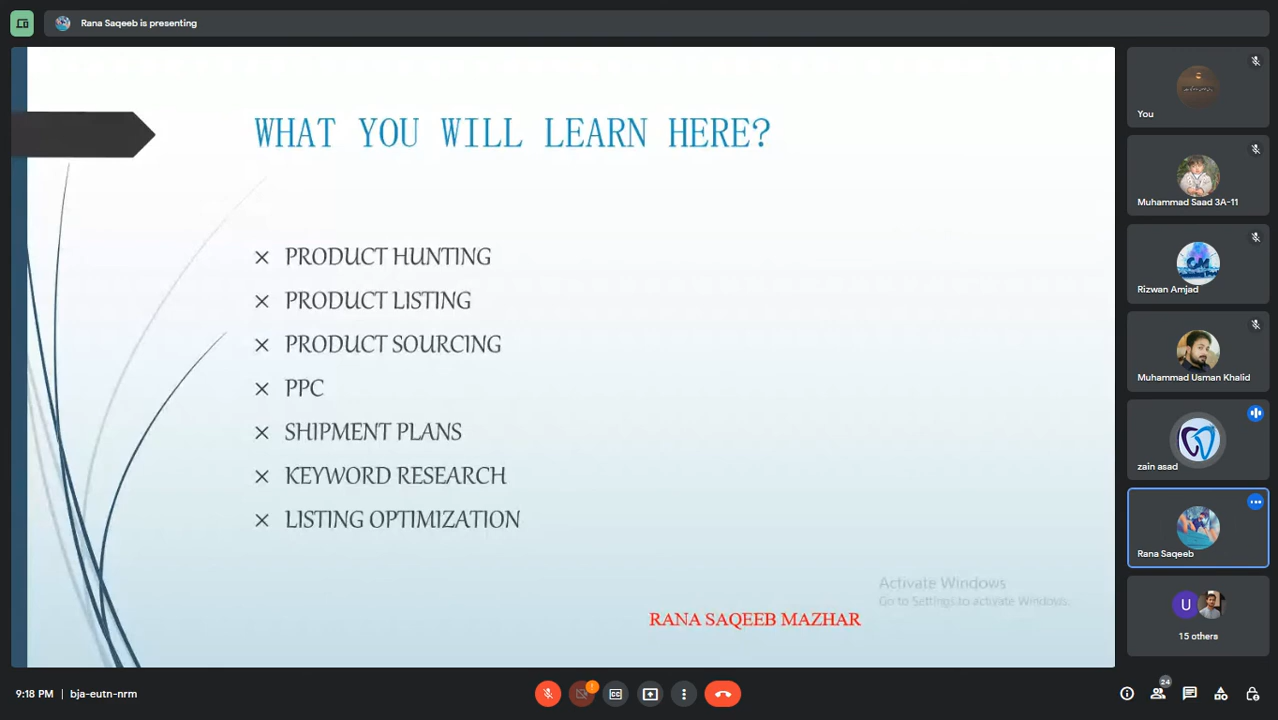 Rana Saqeeb is presenting
WHAT YOU WILL LEARN HERE?
× PRODUCT HUNTING
× PRODUCT LISTING
× PRODUCT SOURCING
× PPC
× SHIPMENT PLANS
× KEYWORD RESEARCH
× LISTING OPTIMIZATION
Activate Windows
Go to Settings to activate Windows.
RANA SAQEEB MAZHAR
You
Muhammad Saad 3A-11
Rizwan Amjad
Muhammad Usman Khalid
zain asad
Rana Saqeeb
U
15 others
9:18 PM | bja-eutn-nrm
CC
24